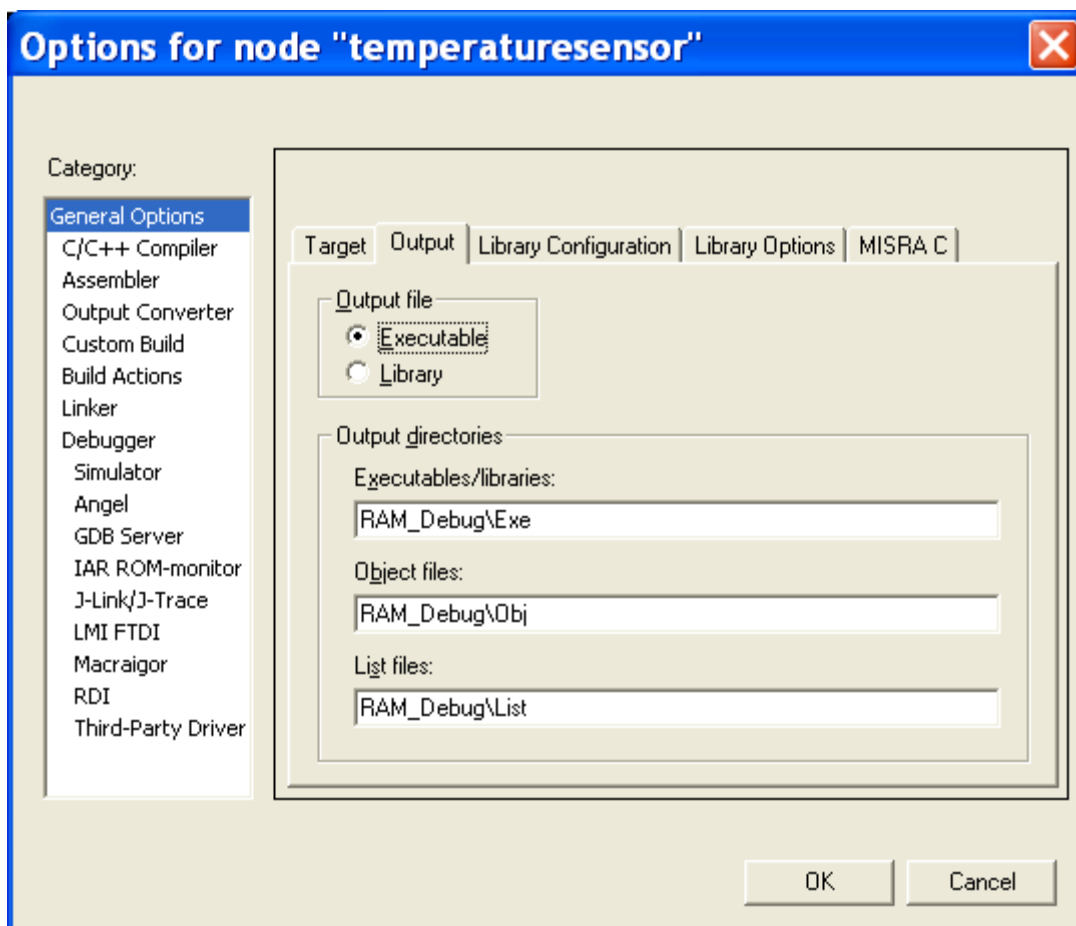 Options for node "temperaturesensor"
Category:
General Options
C/C++ Compiler
Assembler
Output Converter
Custom Build
Build Actions
Linker
Debugger
Simulator
Angel
GDB Server
IAR ROM-monitor
J-Link/J-Trace
LMI FTDI
Macraigor
RDI
Third-Party Driver
Target Output Library Configuration Library Options MISRA C
Output file
Executable
Library
Output directories
Executables/libraries:
RAM_Debug\Exe
Object files:
RAM_Debug\Obj
List files:
RAM_Debug\List
OK Cancel